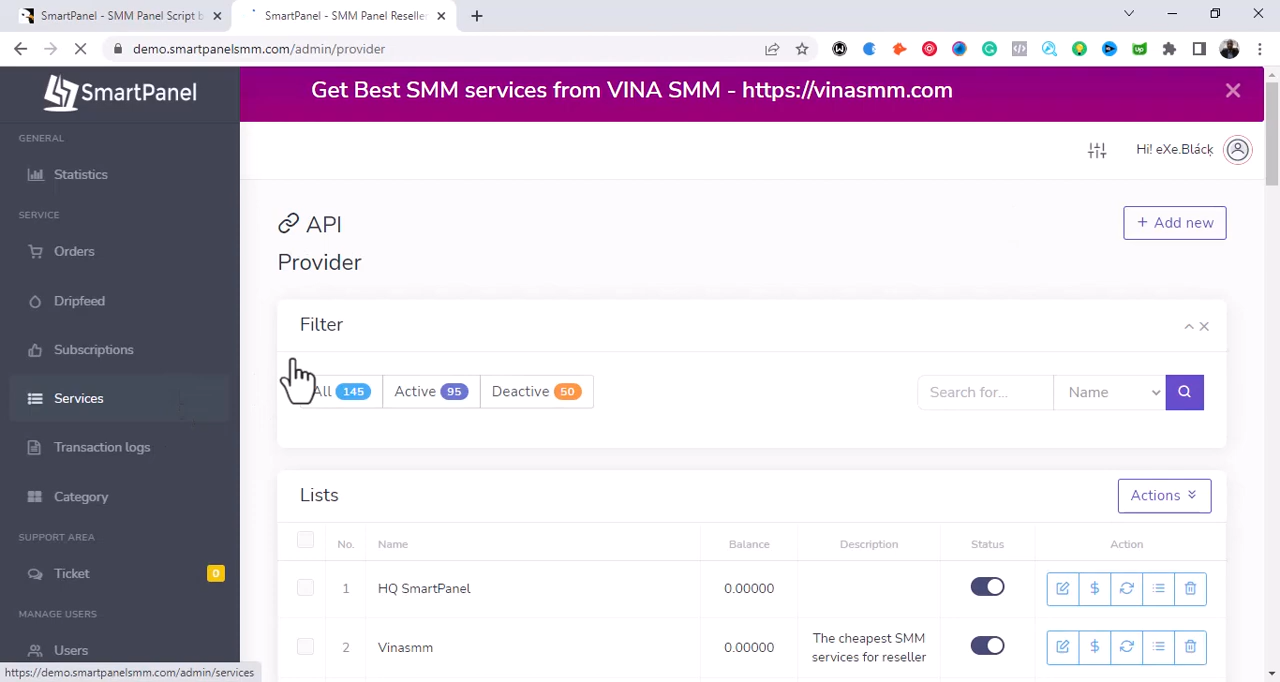 SmartPanel - SMM Panel Script b
SmartPanel - SMM Panel Reseller
demo.smartpanelsmm.com/admin/provider
SmartPanel
Get Best SMM services from VINA SMM - https://vinasmm.com
Hi! eXe.Bláck
GENERAL
Statistics
SERVICE
Orders
Dripfeed
Subscriptions
Services
Transaction logs
Category
SUPPORT AREA
Ticket 0
MANAGE USERS
Users
API
Provider
+ Add new
Filter
All 145 Active 95 Deactive 50
Search for... Name
Lists
Actions
No. Name Balance Description Status Action
1 HQ SmartPanel 0.00000
2 Vinasmm 0.00000 The cheapest SMM
services for reseller
https://demo.smartpanelsmm.com/admin/services